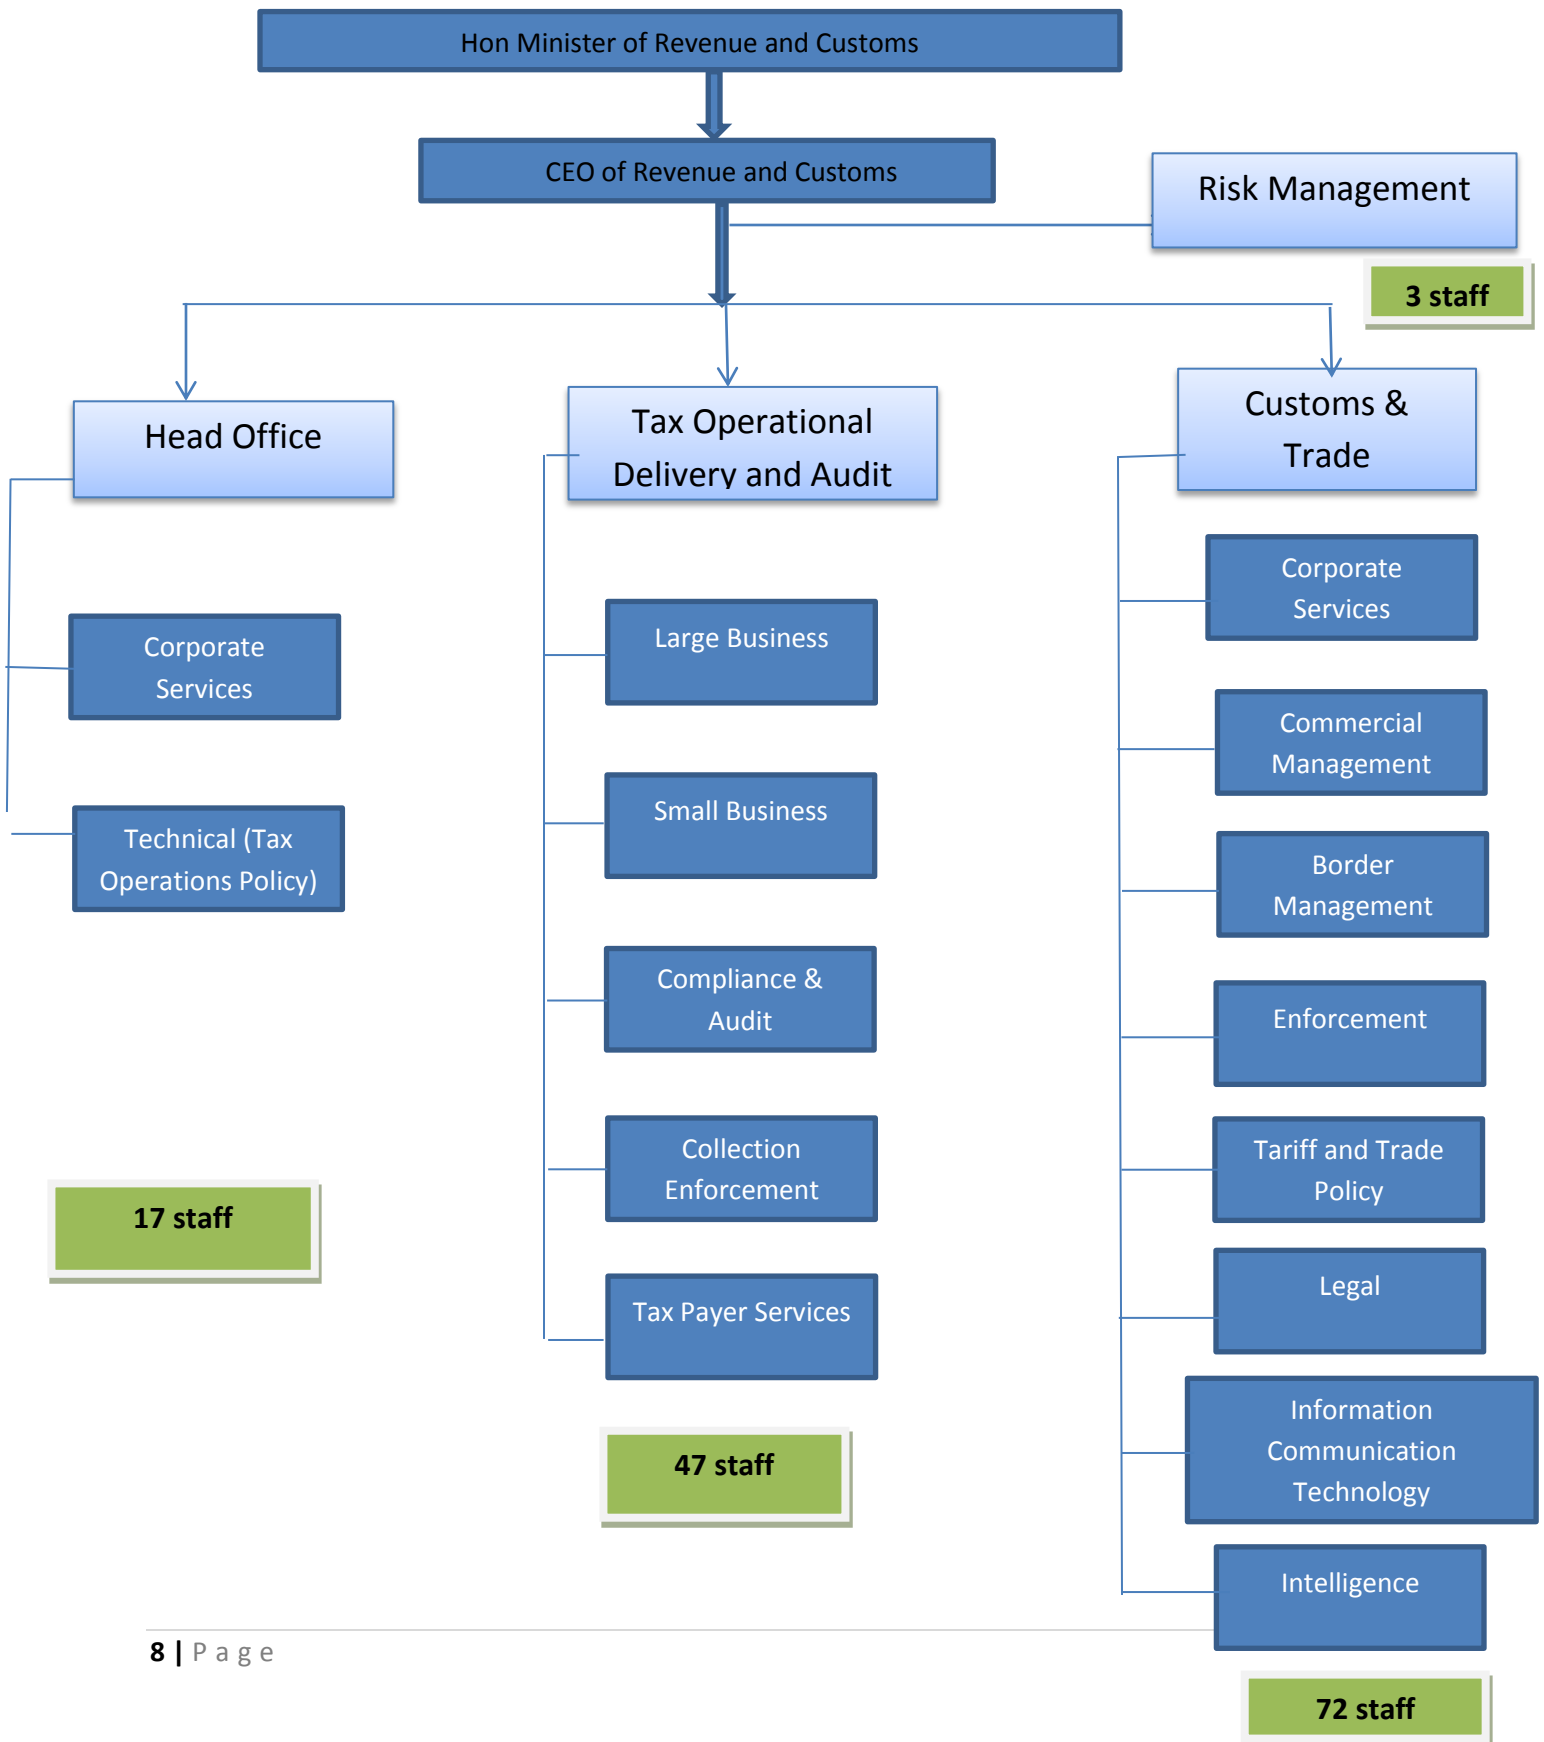 Hon Minister of Revenue and Customs
CEO of Revenue and Customs
Risk Management
3 staff
Head Office
Corporate
Services
Technical (Tax
Operations Policy)
17 staff
Tax Operational
Delivery and Audit
Large Business
Small Business
Compliance &
Audit
Collection
Enforcement
Tax Payer Services
47 staff
Customs &
Trade
Corporate
Services
Commercial
Management
Border
Management
Enforcement
Tariff and Trade
Policy
Legal
Information
Communication
Technology
Intelligence
72 staff
8 | P a g e